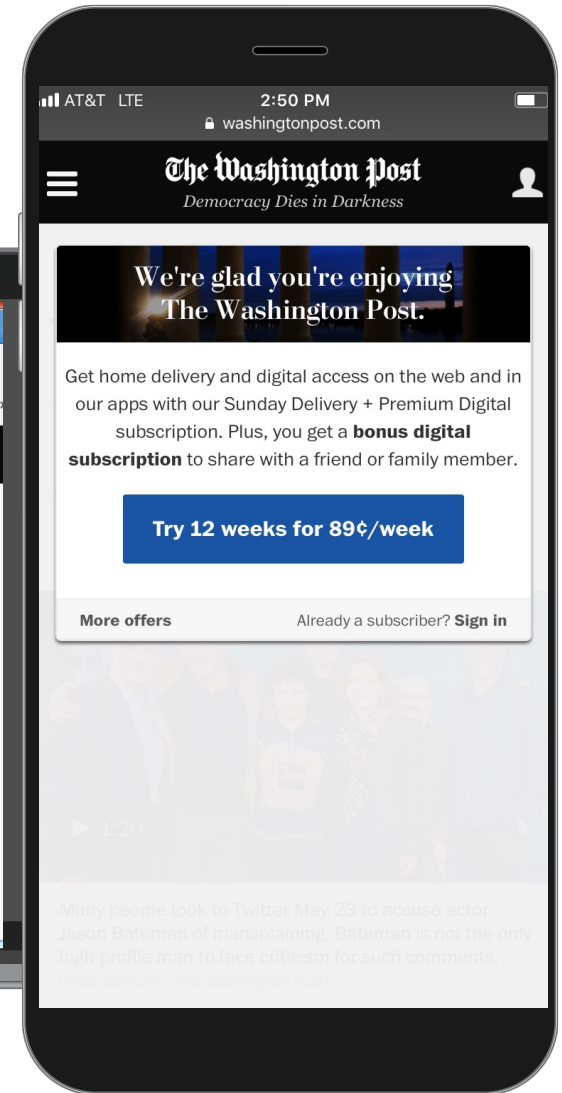 AT&T LTE 2:50 PM
washingtonpost.com
The Washington Post
Democracy Dies in Darkness
We're glad you're enjoying
The Washington Post.
Get home delivery and digital access on the web and in
our apps with our Sunday Delivery + Premium Digital
subscription. Plus, you get a bonus digital
subscription to share with a friend or family member.
Try 12 weeks for 89¢/week
More offers Already a subscriber? Sign in
1:20
Many people took to Twitter May 23 to accuse actor
Jason Bateman of mansplaining. Bateman is not the only
high profile man to face criticism for such comments.
The Washington Post)